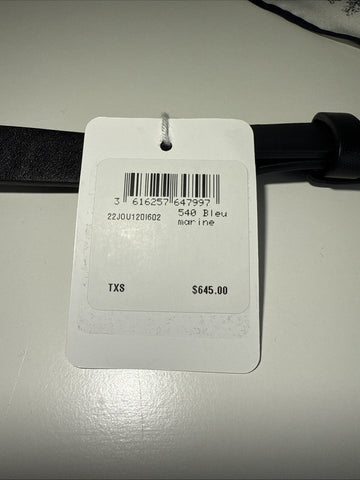 3 616257 647997
22JOU120I602 540 Bleu
marine
TXS $645.00